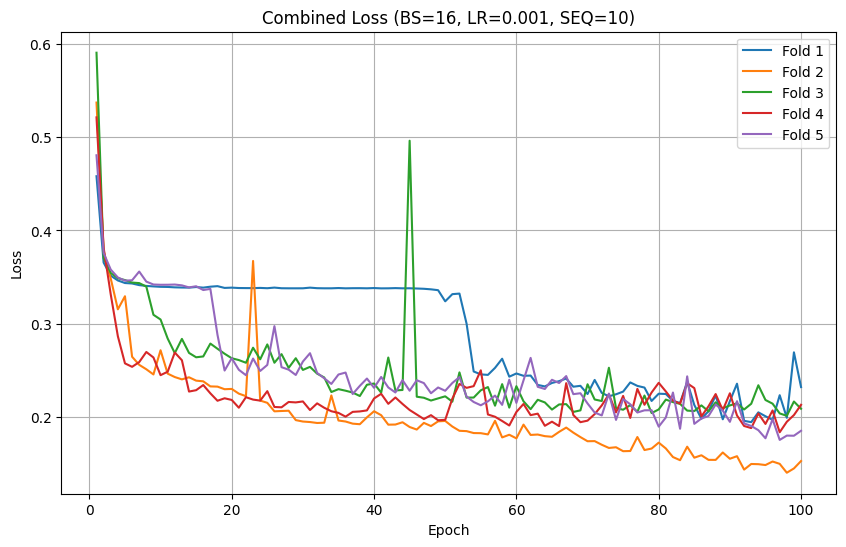 Combined Loss (BS=16, LR=0.001, SEQ=10)
Fold 1
Fold 2
Fold 3
Fold 4
Fold 5
0.6
0.5
0.4
0.3
0.2
Loss
0
20
40
60
80
100
Epoch